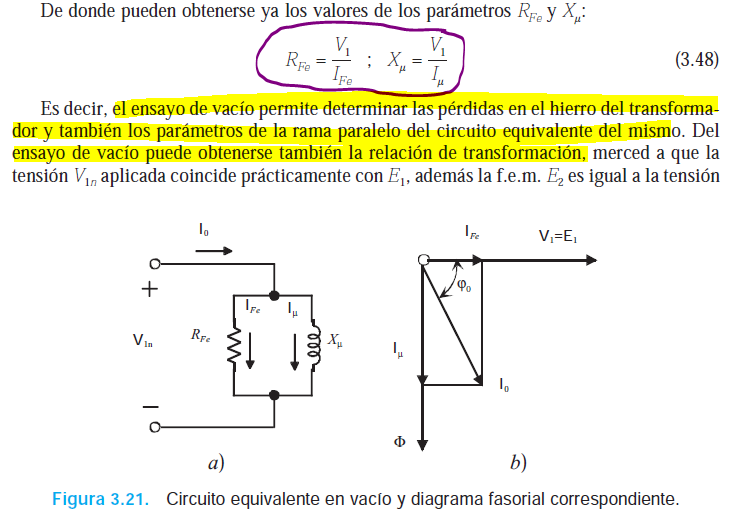 De donde pueden obtenerse ya los valores de los parámetros R_Fe y X_μ:
R_Fe = V_1 / I_Fe ; X_μ = V_1 / I_μ (3.48)
Es decir, el ensayo de vacío permite determinar las pérdidas en el hierro del transforma-
dor y también los parámetros de la rama paralelo del circuito equivalente del mismo. Del
ensayo de vacío puede obtenerse también la relación de transformación, merced a que la
tensión V_1n aplicada coincide prácticamente con E_1, además la f.e.m. E_2 es igual a la tensión
I_0
+
V_1n
−
R_Fe
I_Fe
I_μ
X_μ
a)
I_Fe
V_1=E_1
φ_0
I_μ
I_0
Φ
b)
Figura 3.21. Circuito equivalente en vacío y diagrama fasorial correspondiente.